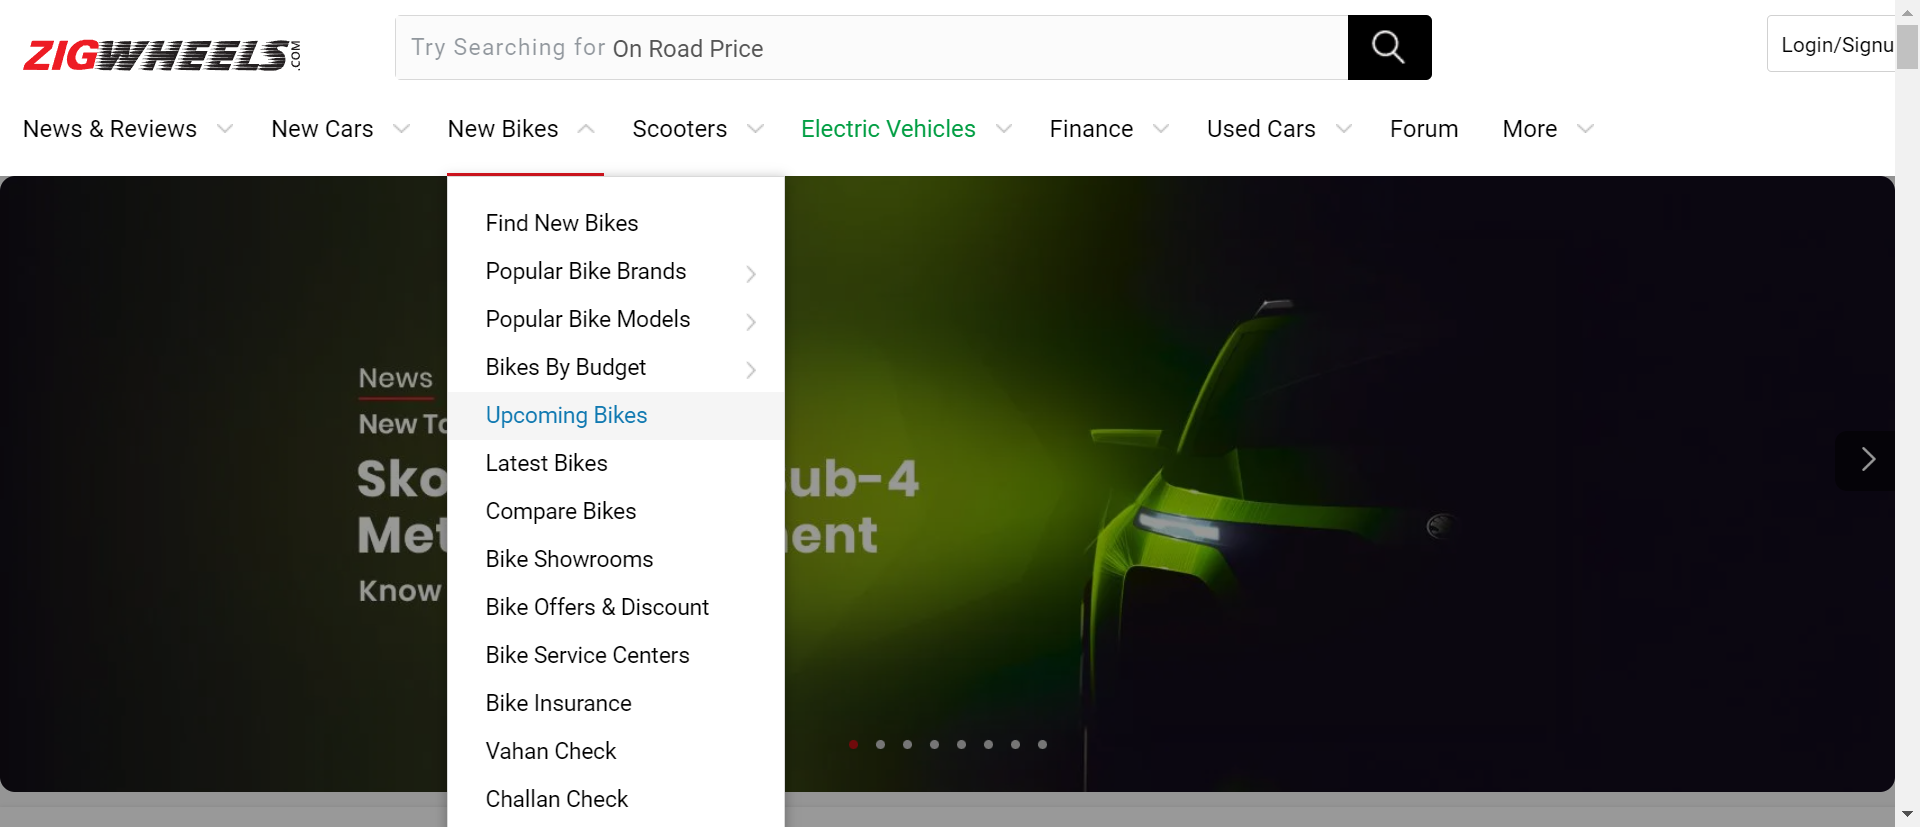 ZIGWHEELS.COM
Try Searching for On Road Price
Login/Signu
News & Reviews New Cars New Bikes Scooters Electric Vehicles Finance Used Cars Forum More
Find New Bikes
Popular Bike Brands
Popular Bike Models
Bikes By Budget
Upcoming Bikes
Latest Bikes
Compare Bikes
Bike Showrooms
Bike Offers & Discount
Bike Service Centers
Bike Insurance
Vahan Check
Challan Check
News
New
Sko ub-4
Met ent
Know